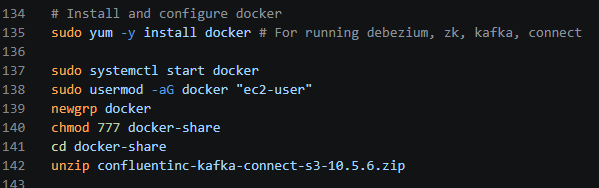 134 # Install and configure docker
135 sudo yum -y install docker # For running debezium, zk, kafka, connect
136
137 sudo systemctl start docker
138 sudo usermod -aG docker "ec2-user"
139 newgrp docker
140 chmod 777 docker-share
141 cd docker-share
142 unzip confluentinc-kafka-connect-s3-10.5.6.zip
143